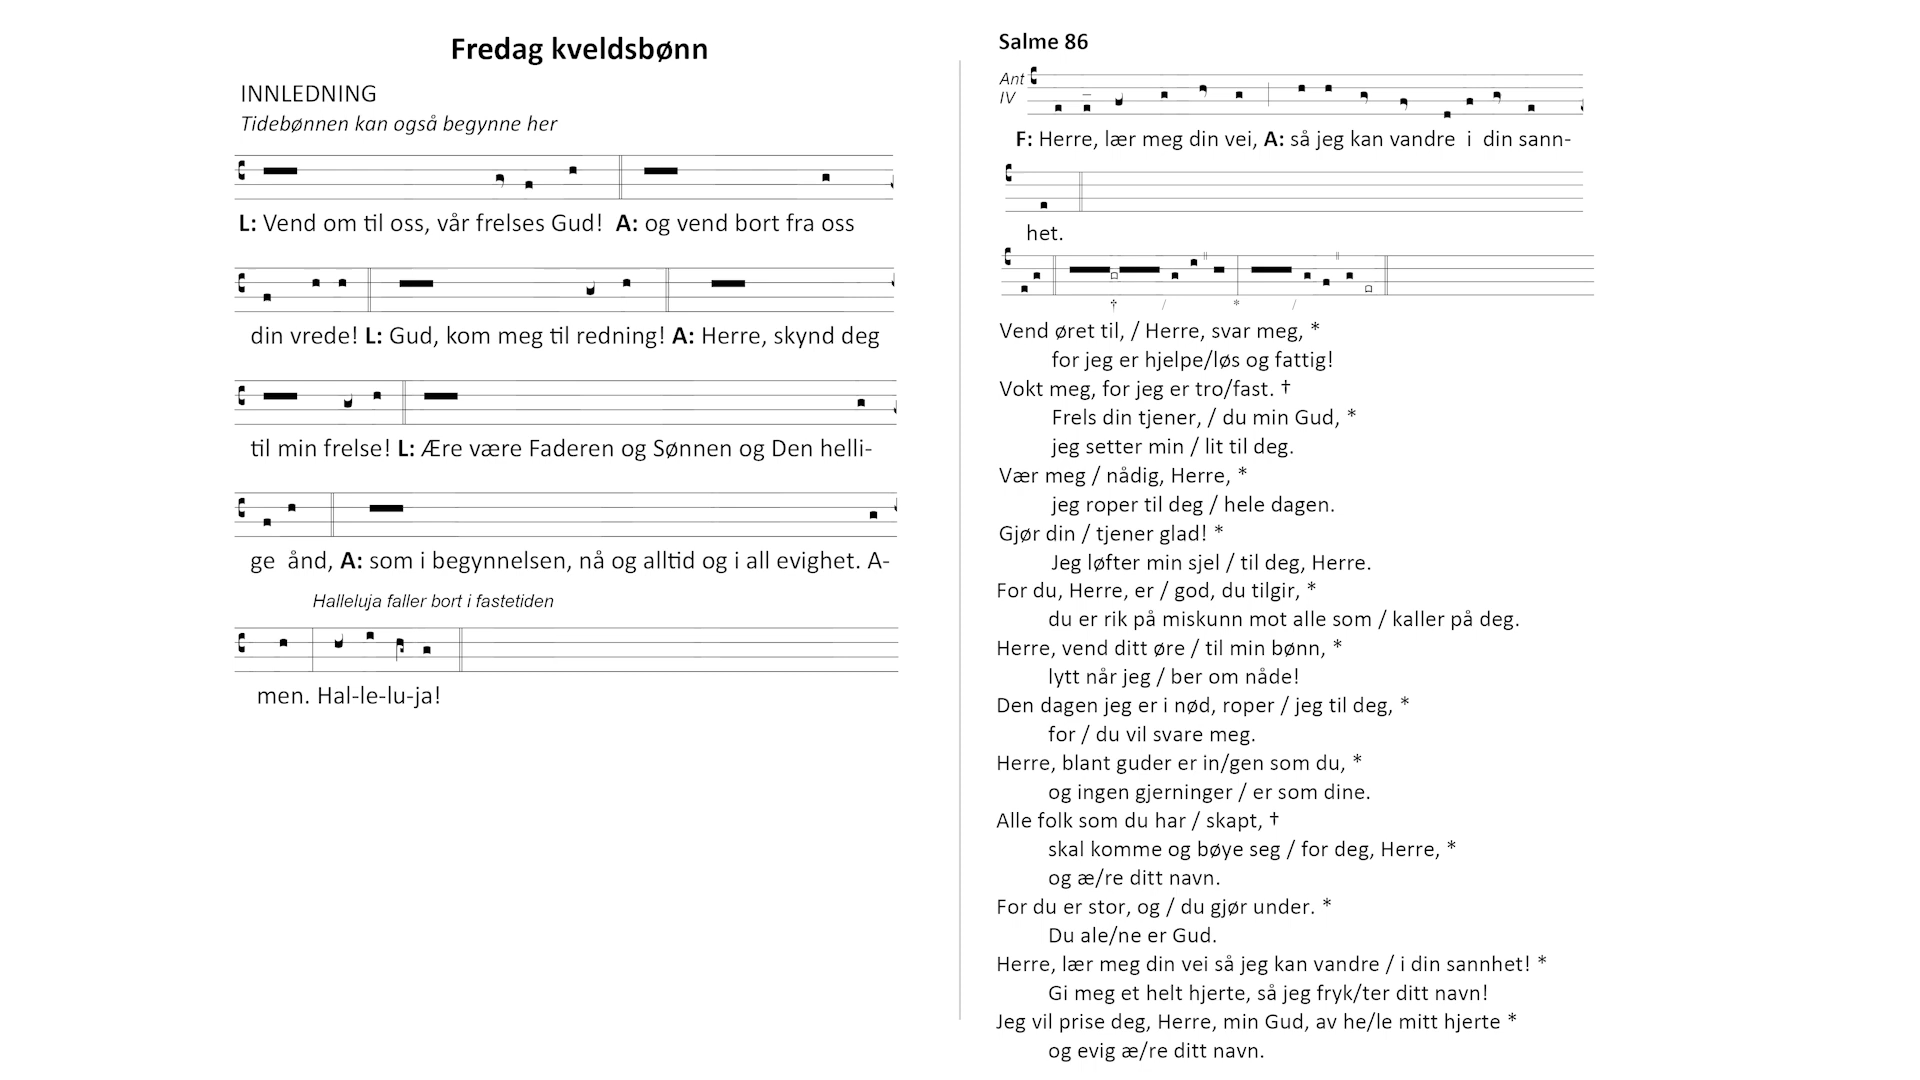 Fredag kveldsbønn
INNLEDNING
Tidebønnen kan også begynne her
L: Vend om til oss, vår frelses Gud! A: og vend bort fra oss
din vrede! L: Gud, kom meg til redning! A: Herre, skynd deg
til min frelse! L: Ære være Faderen og Sønnen og Den helli-
ge ånd, A: som i begynnelsen, nå og alltid og i all evighet. A-
Halleluja faller bort i fastetiden
men. Hal-le-lu-ja!
Salme 86
Ant
IV
F: Herre, lær meg din vei, A: så jeg kan vandre i din sann-
het.
† / * /
Vend øret til, / Herre, svar meg, *
for jeg er hjelpe/løs og fattig!
Vokt meg, for jeg er tro/fast. †
Frels din tjener, / du min Gud, *
jeg setter min / lit til deg.
Vær meg / nådig, Herre, *
jeg roper til deg / hele dagen.
Gjør din / tjener glad! *
Jeg løfter min sjel / til deg, Herre.
For du, Herre, er / god, du tilgir, *
du er rik på miskunn mot alle som / kaller på deg.
Herre, vend ditt øre / til min bønn, *
lytt når jeg / ber om nåde!
Den dagen jeg er i nød, roper / jeg til deg, *
for / du vil svare meg.
Herre, blant guder er in/gen som du, *
og ingen gjerninger / er som dine.
Alle folk som du har / skapt, †
skal komme og bøye seg / for deg, Herre, *
og æ/re ditt navn.
For du er stor, og / du gjør under. *
Du ale/ne er Gud.
Herre, lær meg din vei så jeg kan vandre / i din sannhet! *
Gi meg et helt hjerte, så jeg fryk/ter ditt navn!
Jeg vil prise deg, Herre, min Gud, av he/le mitt hjerte *
og evig æ/re ditt navn.